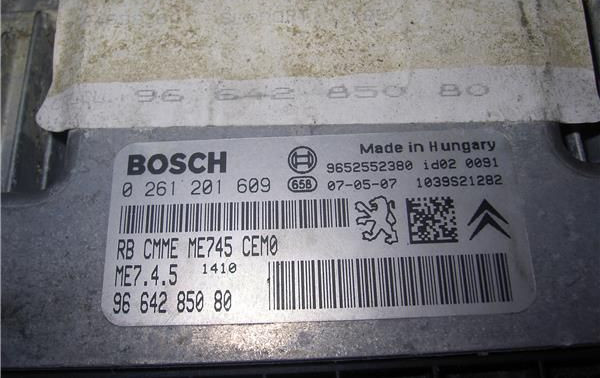 96 642 850 80
BOSCH
Made in Hungary
9652552380 id02 0091
0 261 201 609 658 07-05-07 1039S21282
RB CMME ME745 CEM0
ME7.4.5 1410
96 642 850 80